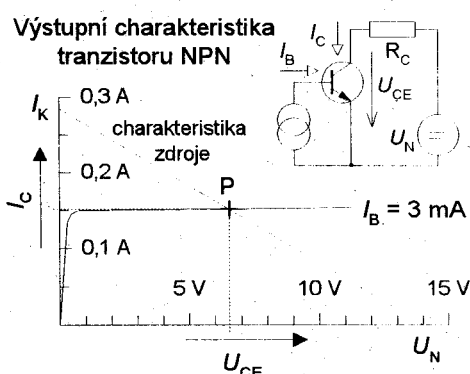 Výstupní charakteristika
tranzistoru NPN
I_C
R_C
I_B
U_CE
U_N
I_K
0,3 A
charakteristika
zdroje
0,2 A
P
I_C
I_B = 3 mA
0,1 A
5 V
10 V
15 V
U_CE
U_N